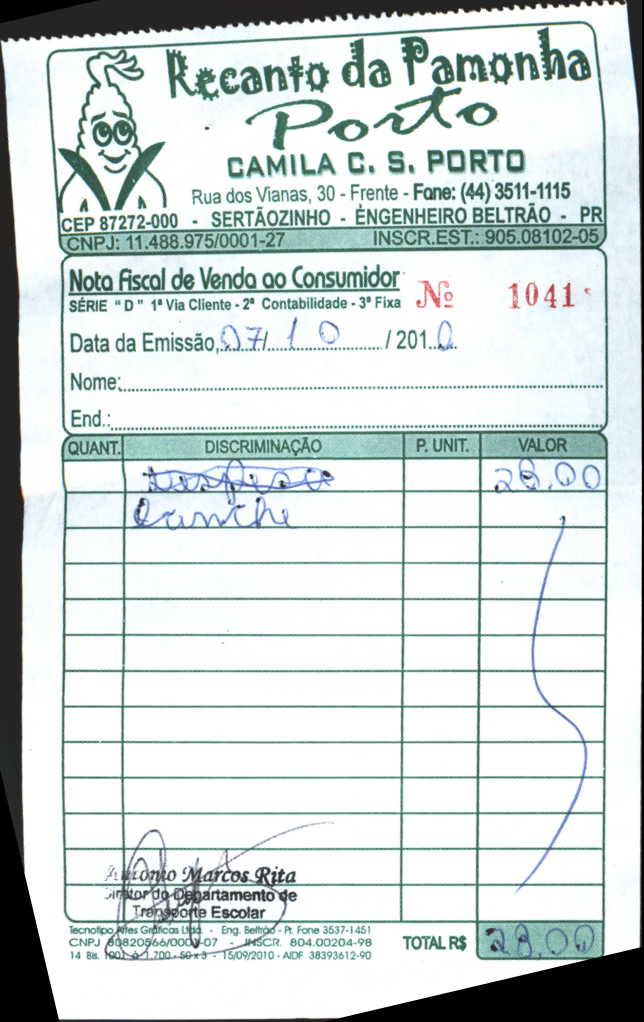 Recanto da Pamonha
Porto
CAMILA C. S. PORTO
Rua dos Vianas, 30 - Frente - Fone: (44) 3511-1115
CEP 87272-000 - SERTÃOZINHO - ENGENHEIRO BELTRÃO - PR
CNPJ: 11.488.975/0001-27 INSCR.EST.: 905.08102-05
Nota Fiscal de Venda ao Consumidor
SÉRIE "D" 1ª Via Cliente - 2ª Contabilidade - 3ª Fixa Nº 1041
Data da Emissão, 07/ 10 / 2010
Nome:
End.:
QUANT. DISCRIMINAÇÃO P. UNIT. VALOR
28,00
Lanche
Antonio Marcos Rita
Diretor do Departamento de
Transporte Escolar
Tecnotipo Artes Gráficas Ltda. - Eng. Beltrão - Pr. Fone 3537-1451
CNPJ 80820566/0001-07 - INSCR. 804.00204-98
14 Bls. 1001 à 1.700 - 50 x 3 - 15/09/2010 - AIDF 38393612-90
TOTAL R$ 28,00